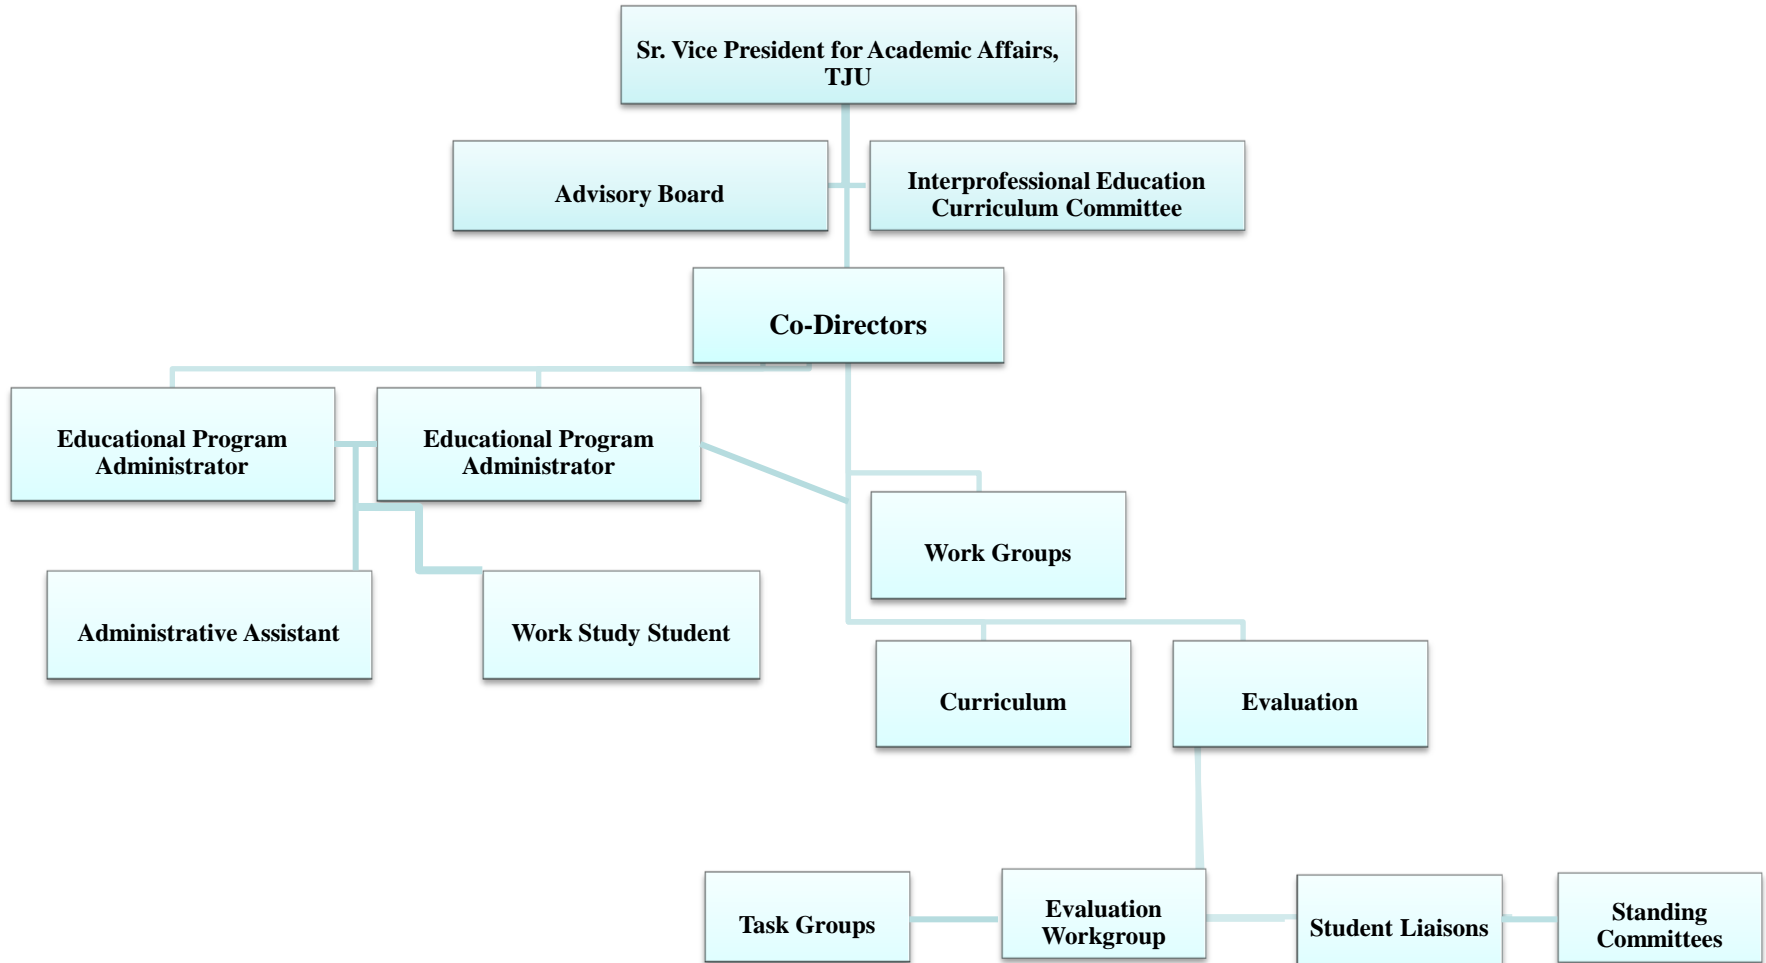 Sr. Vice President for Academic Affairs,
TJU
Advisory Board
Interprofessional Education
Curriculum Committee
Co-Directors
Educational Program
Administrator
Educational Program
Administrator
Work Groups
Administrative Assistant
Work Study Student
Curriculum
Evaluation
Task Groups
Evaluation
Workgroup
Student Liaisons
Standing
Committees